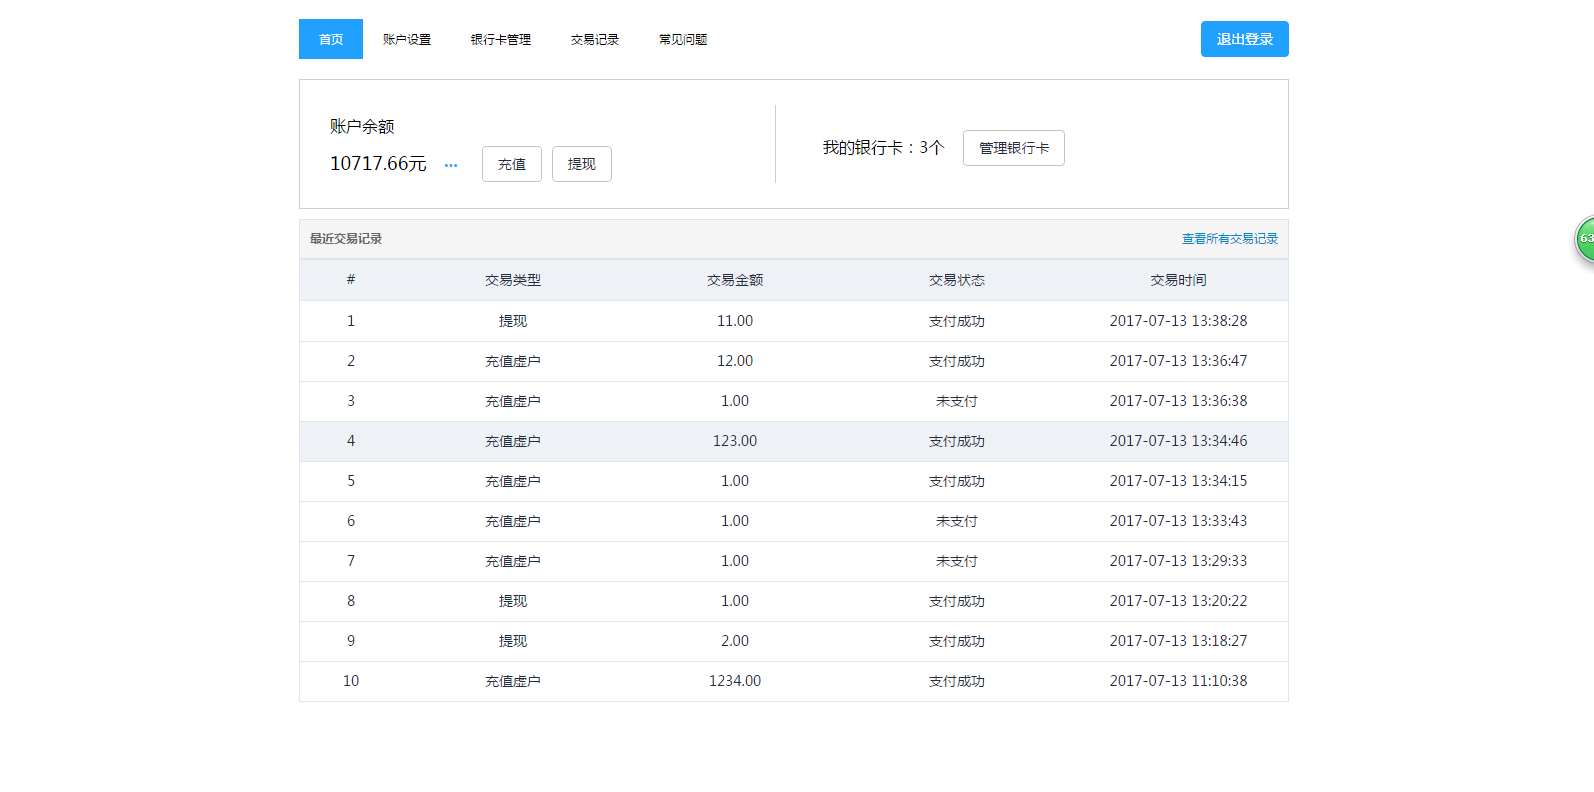 首页 账户设置 银行卡管理 交易记录 常见问题 退出登录
账户余额
10717.66元 ••• 充值 提现
我的银行卡：3个 管理银行卡
最近交易记录 查看所有交易记录
# 交易类型 交易金额 交易状态 交易时间
1 提现 11.00 支付成功 2017-07-13 13:38:28
2 充值虚户 12.00 支付成功 2017-07-13 13:36:47
3 充值虚户 1.00 未支付 2017-07-13 13:36:38
4 充值虚户 123.00 支付成功 2017-07-13 13:34:46
5 充值虚户 1.00 支付成功 2017-07-13 13:34:15
6 充值虚户 1.00 未支付 2017-07-13 13:33:43
7 充值虚户 1.00 未支付 2017-07-13 13:29:33
8 提现 1.00 支付成功 2017-07-13 13:20:22
9 提现 2.00 支付成功 2017-07-13 13:18:27
10 充值虚户 1234.00 支付成功 2017-07-13 11:10:38
63